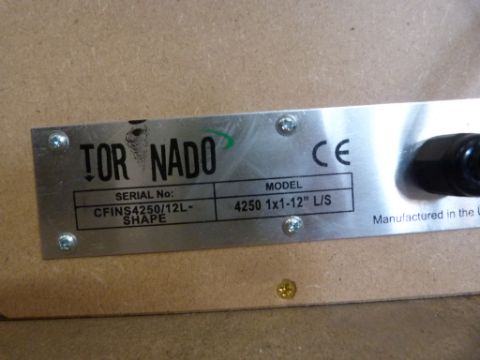 TORNADO
CE
SERIAL No:
MODEL
CFINS4250/12L-
SHAPE
4250 1x1-12" L/S
Manufactured in the